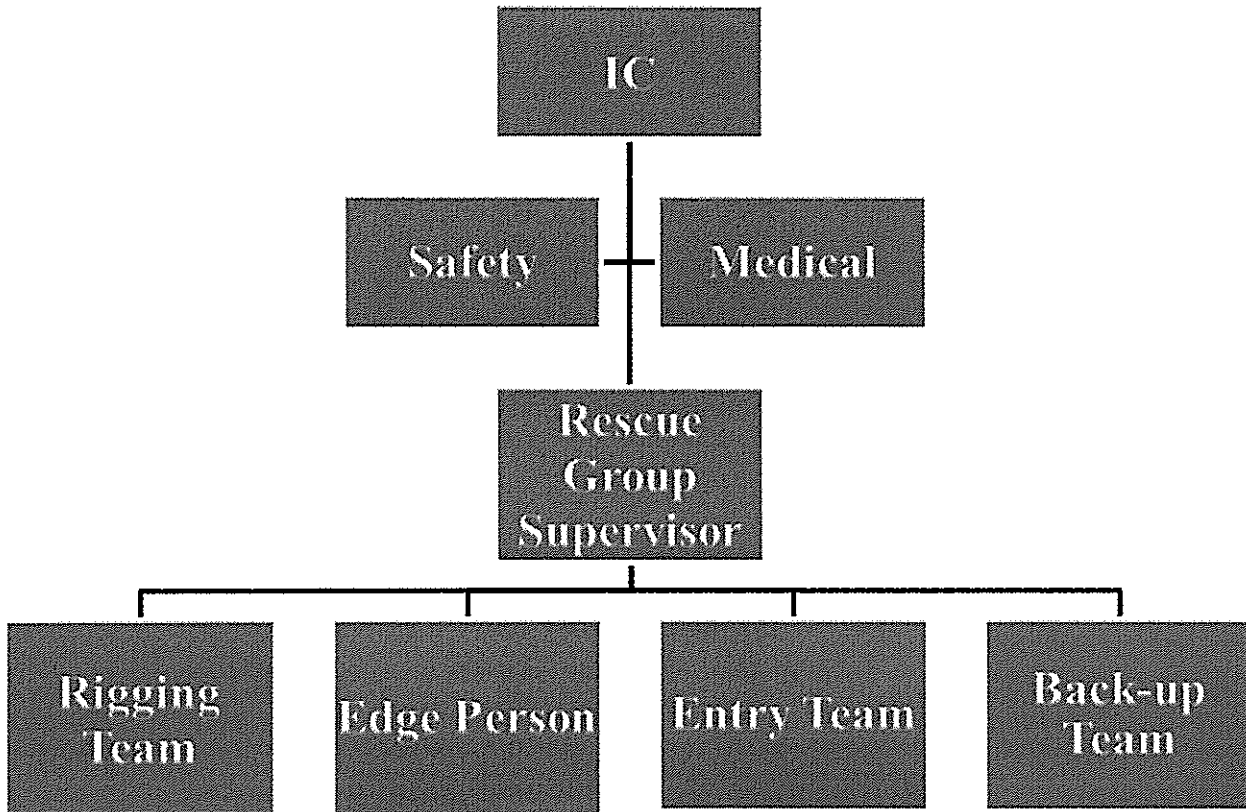 IC
Safety
Medical
Rescue
Group
Supervisor
Rigging
Team
Edge Person
Entry Team
Back-up
Team